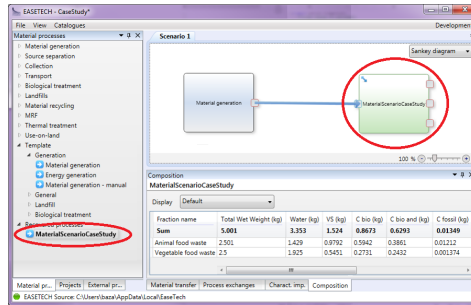 EASETECH - CaseStudy*
File View Catalogues
Development
Material processes
Material generation
Source separation
Collection
Transport
Biological treatment
Landfills
Material recycling
MRF
Thermal treatment
Use-on-land
Template
Generation
Material generation
Energy generation
Material generation - manual
General
Landfill
Biological treatment
processes
MaterialScenarioCaseStudy
Material pr... Projects External pr...
Scenario 1
Sankey diagram
Material generation
MaterialScenarioCaseStudy
100 %
Composition
MaterialScenarioCaseStudy
Display Default
Fraction name Total Wet Weight (kg) Water (kg) VS (kg) C bio (kg) C bio and (kg) C fossil (kg)
Sum 5.001 3.353 1.524 0.8673 0.6293 0.01349
Animal food waste 2.501 1.429 0.9792 0.5942 0.3861 0.01212
Vegetable food waste 2.5 1.925 0.5451 0.2731 0.2432 0.001374
Material transfer Process exchanges Charact. imp. Composition
EASETECH Source: C:\Users\baza\AppData\Local\EaseTech